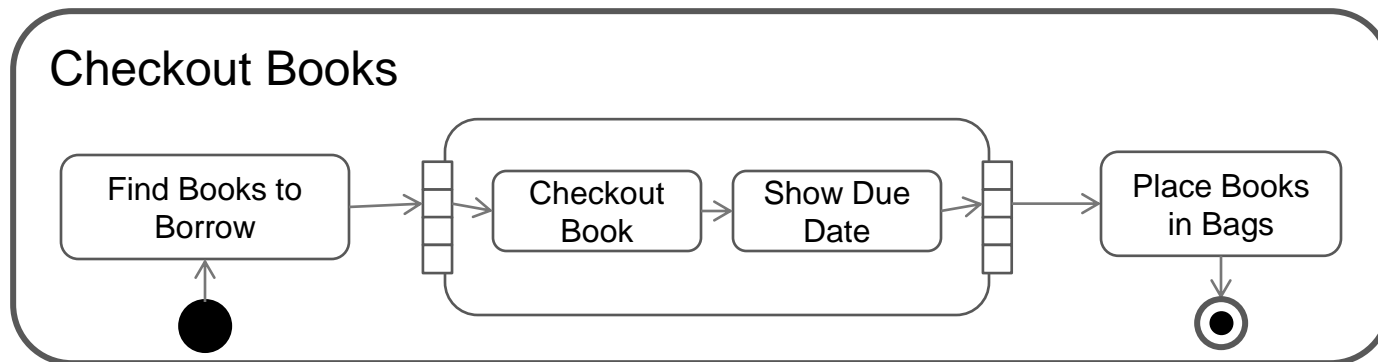 Checkout Books
Find Books to
Borrow
Checkout
Book
Show Due
Date
Place Books
in Bags